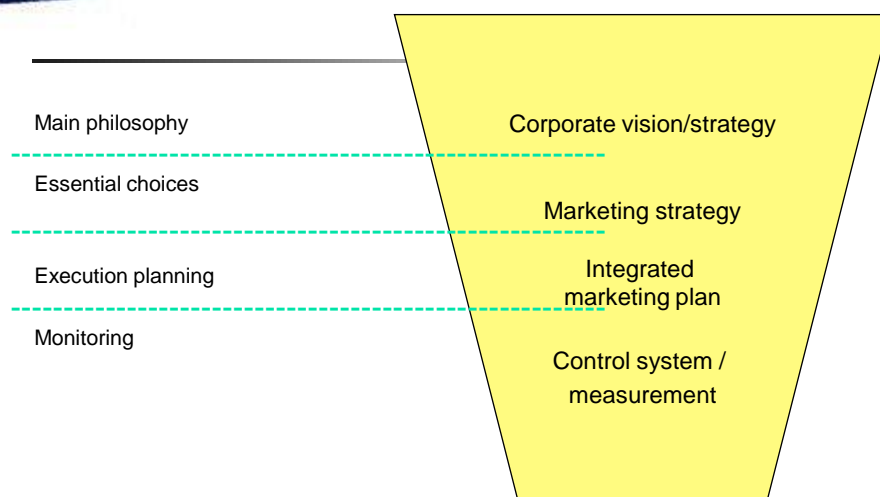 Main philosophy
Corporate vision/strategy
Essential choices
Marketing strategy
Execution planning
Integrated
marketing plan
Monitoring
Control system /
measurement